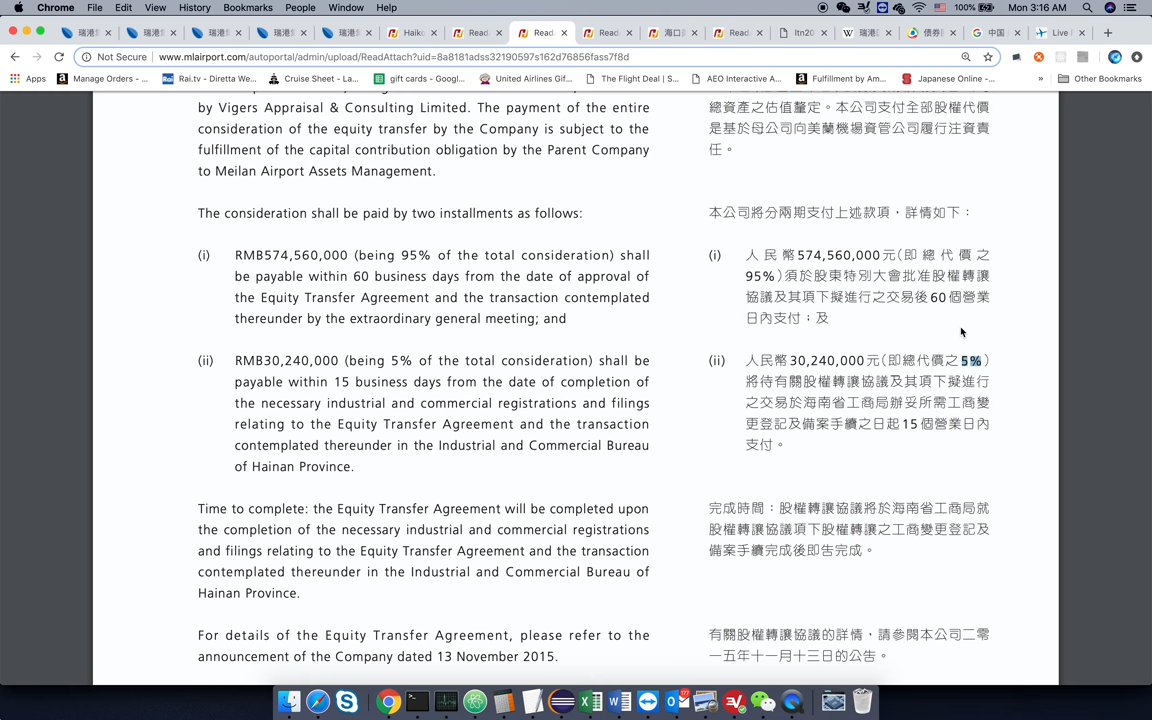 Chrome File Edit View History Bookmarks People Window Help
100%
Mon 3:16 AM
瑞港
瑞港
瑞港
瑞港
瑞港
Haik
Read
Read
Read
海口
Read
ltn20
瑞港
債券
中国
Live
Not Secure www.mlairport.com/autoportal/admin/upload/ReadAttach?uid=8a8181adss32190597s162d76856fass7f8d
Apps
Manage Orders - ...
Rai.tv - Diretta We...
Cruise Sheet - La...
gift cards - Googl...
United Airlines Gif...
The Flight Deal | S...
AEO Interactive A...
Fulfillment by Am...
Japanese Online -...
»
Other Bookmarks
by Vigers Appraisal & Consulting Limited. The payment of the entire
consideration of the equity transfer by the Company is subject to the
fulfillment of the capital contribution obligation by the Parent Company
to Meilan Airport Assets Management.
The consideration shall be paid by two installments as follows:
(i) RMB574,560,000 (being 95% of the total consideration) shall
be payable within 60 business days from the date of approval of
the Equity Transfer Agreement and the transaction contemplated
thereunder by the extraordinary general meeting; and
(ii) RMB30,240,000 (being 5% of the total consideration) shall be
payable within 15 business days from the date of completion of
the necessary industrial and commercial registrations and filings
relating to the Equity Transfer Agreement and the transaction
contemplated thereunder in the Industrial and Commercial Bureau
of Hainan Province.
Time to complete: the Equity Transfer Agreement will be completed upon
the completion of the necessary industrial and commercial registrations
and filings relating to the Equity Transfer Agreement and the transaction
contemplated thereunder in the Industrial and Commercial Bureau of
Hainan Province.
For details of the Equity Transfer Agreement, please refer to the
announcement of the Company dated 13 November 2015.
總資產之估值釐定。本公司支付全部股權代價
是基於母公司向美蘭機場資管公司履行注資責
任。
本公司將分兩期支付上述款項，詳情如下：
(i) 人民幣574,560,000元(即總代價之
95%)須於股東特別大會批准股權轉讓
協議及其項下擬進行之交易後60個營業
日內支付；及
(ii) 人民幣30,240,000元(即總代價之5%)
將待有關股權轉讓協議及其項下擬進行
之交易於海南省工商局辦妥所需工商變
更登記及備案手續之日起15個營業日內
支付。
完成時間：股權轉讓協議將於海南省工商局就
股權轉讓協議項下股權轉讓之工商變更登記及
備案手續完成後即告完成。
有關股權轉讓協議的詳情，請參閱本公司二零
一五年十一月十三日的公告。